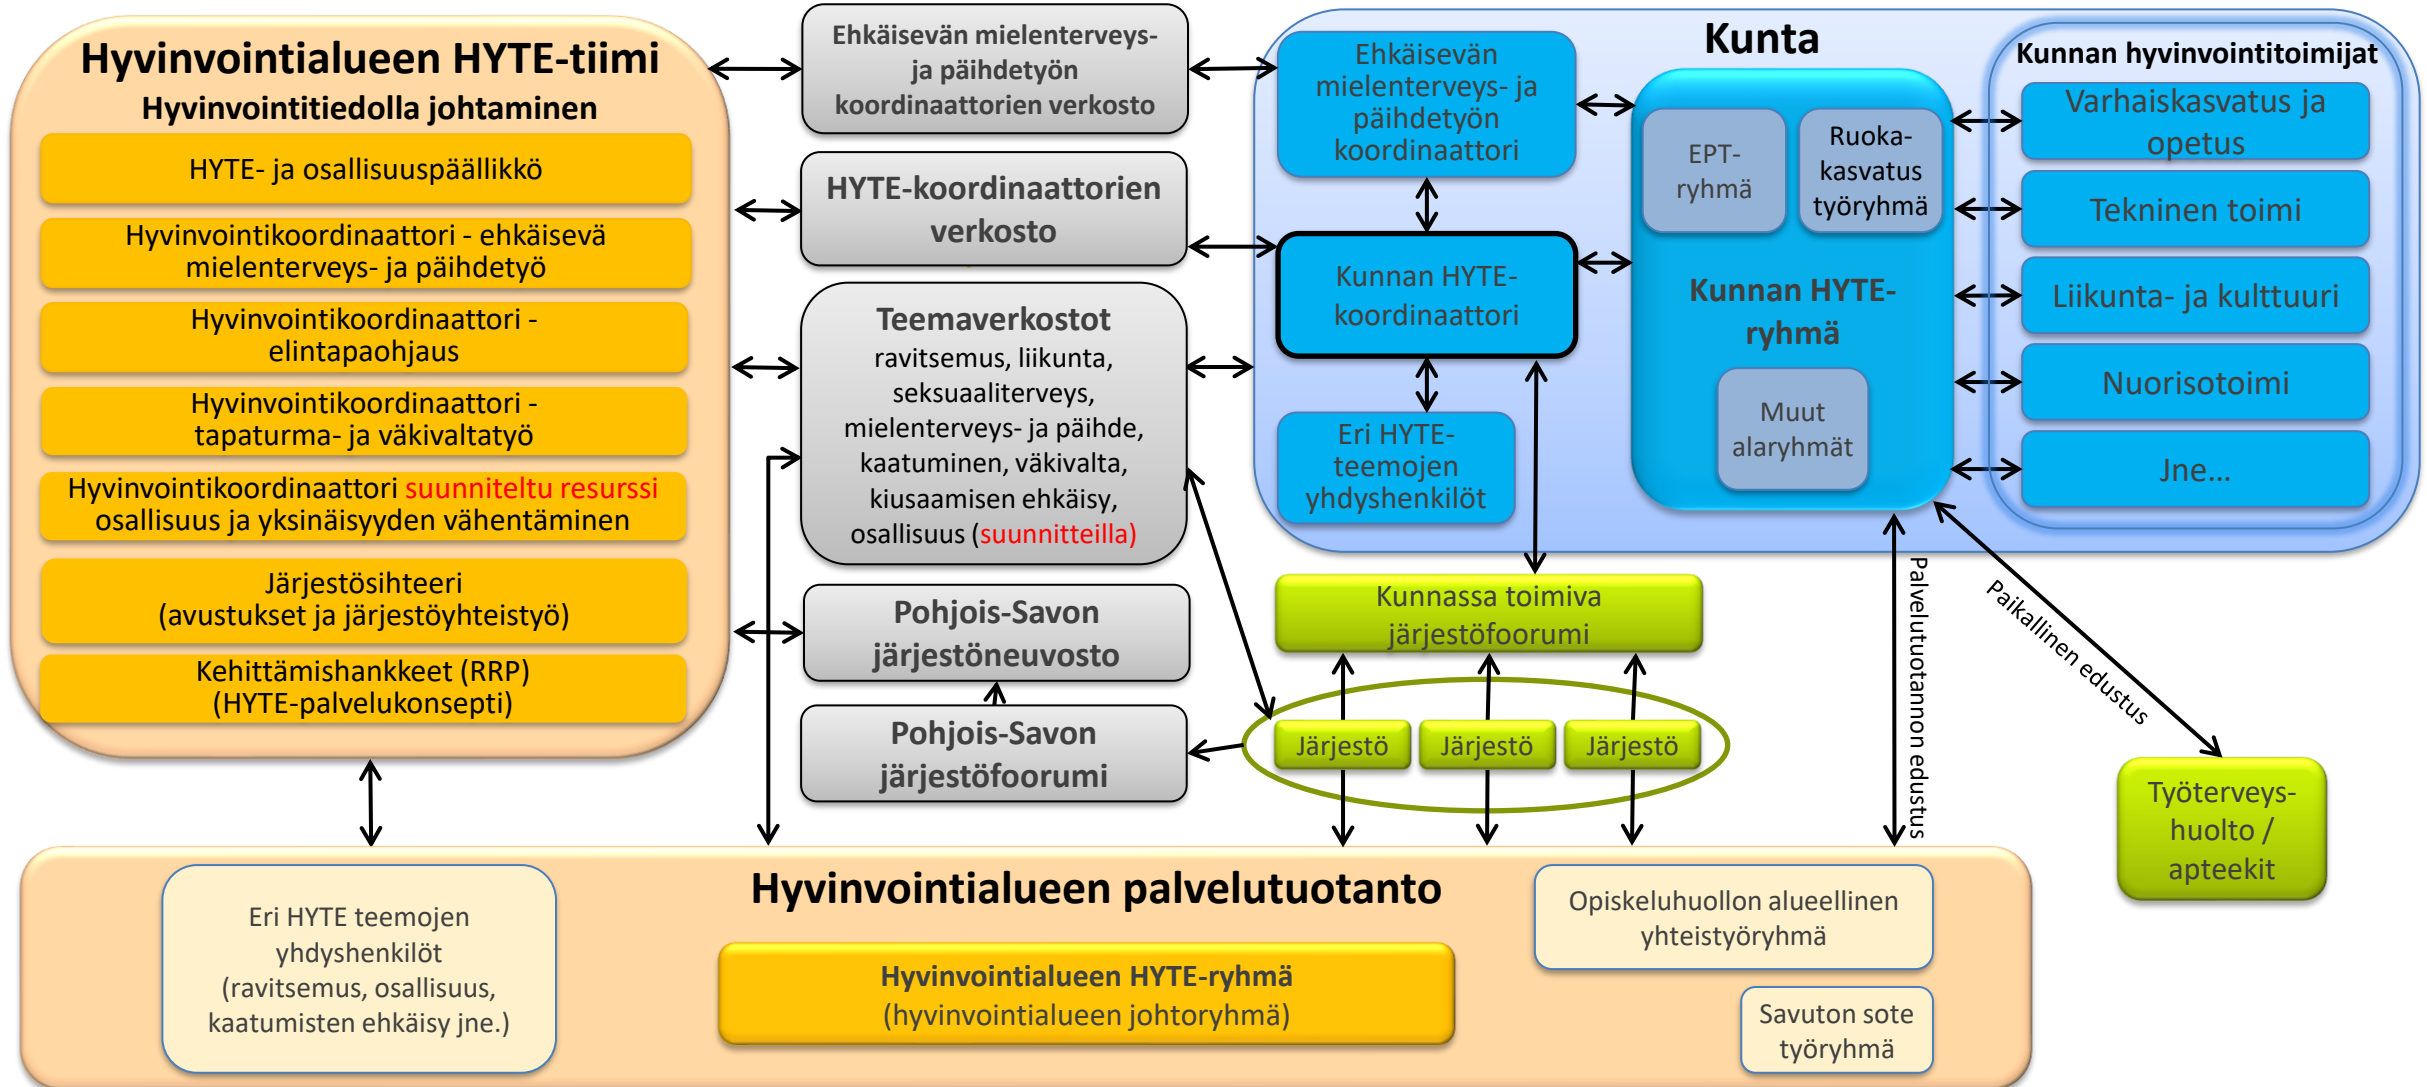 Hyvinvointialueen HYTE-tiimi
Hyvinvointitiedolla johtaminen
HYTE- ja osallisuuspäällikkö
Hyvinvointikoordinaattori - ehkäisevä
mielenterveys- ja päihdetyö
Hyvinvointikoordinaattori -
elintapaohjaus
Hyvinvointikoordinaattori -
tapaturma- ja väkivaltatyö
Hyvinvointikoordinaattori suunniteltu resurssi
osallisuus ja yksinäisyyden vähentäminen
Järjestösihteeri
(avustukset ja järjestöyhteistyö)
Kehittämishankkeet (RRP)
(HYTE-palvelukonsepti)
Ehkäisevän mielenterveys-
ja päihdetyön
koordinaattorien verkosto
HYTE-koordinaattorien
verkosto
Teemaverkostot
ravitsemus, liikunta,
seksuaaliterveys,
mielenterveys- ja päihde,
kaatuminen, väkivalta,
kiusaamisen ehkäisy,
osallisuus (suunnitteilla)
Pohjois-Savon
järjestöneuvosto
Pohjois-Savon
järjestöfoorumi
Kunta
Ehkäisevän
mielenterveys- ja
päihdetyön
koordinaattori
Kunnan HYTE-
koordinaattori
Eri HYTE-
teemojen
yhdyshenkilöt
EPT-
ryhmä
Ruoka-
kasvatus
työryhmä
Kunnan HYTE-
ryhmä
Muut
alaryhmät
Kunnan hyvinvointitoimijat
Varhaiskasvatus ja
opetus
Tekninen toimi
Liikunta- ja kulttuuri
Nuorisotoimi
Jne…
Kunnassa toimiva
järjestöfoorumi
Järjestö
Järjestö
Järjestö
Palvelutuotannon edustus
Paikallinen edustus
Työterveys-
huolto /
apteekit
Hyvinvointialueen palvelutuotanto
Eri HYTE teemojen
yhdyshenkilöt
(ravitsemus, osallisuus,
kaatumisten ehkäisy jne.)
Hyvinvointialueen HYTE-ryhmä
(hyvinvointialueen johtoryhmä)
Opiskeluhuollon alueellinen
yhteistyöryhmä
Savuton sote
työryhmä